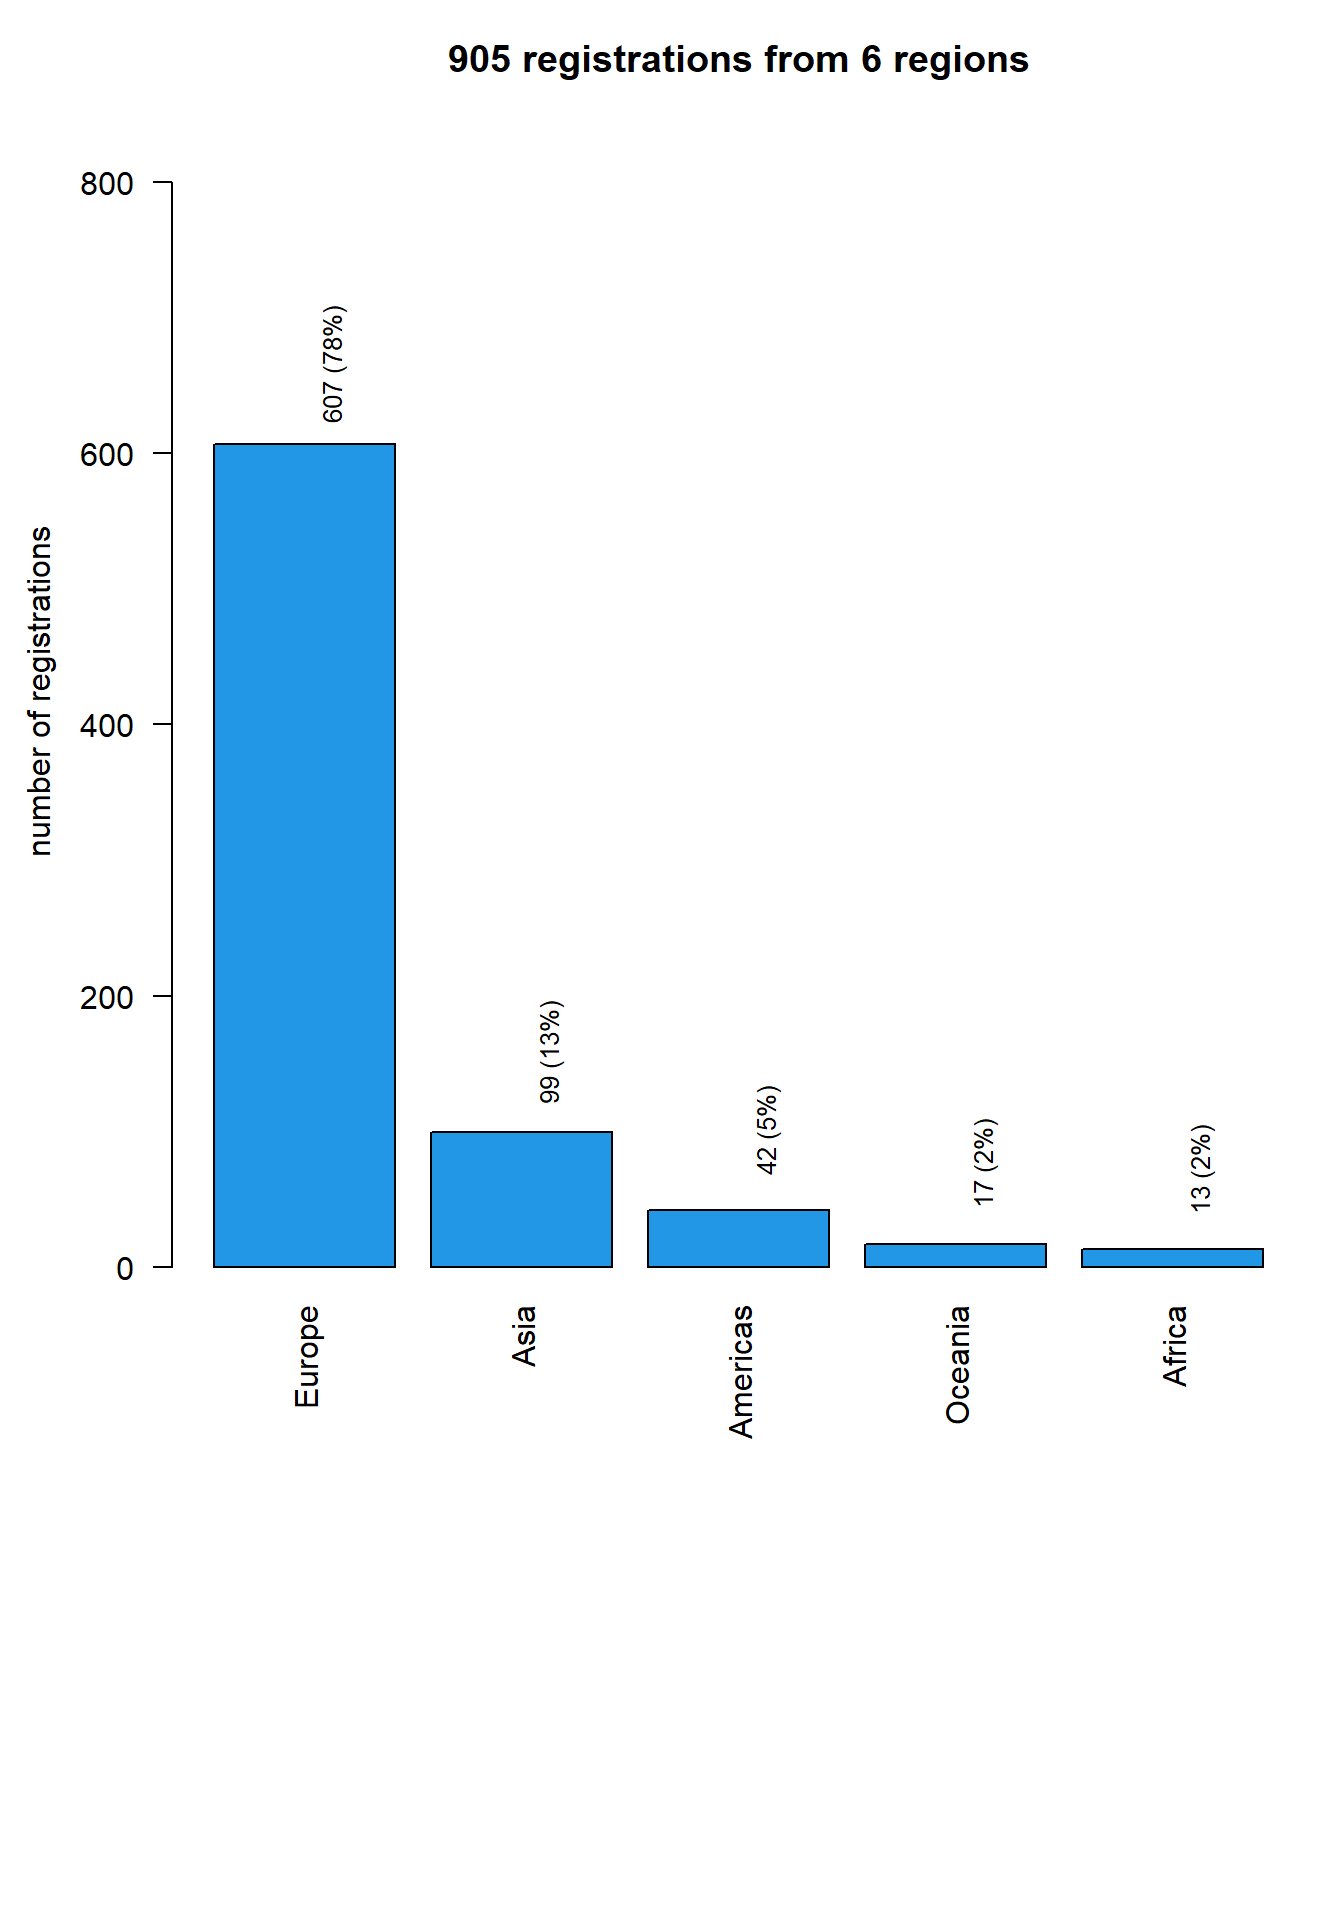 905 registrations from 6 regions
number of registrations
800
600
400
200
0
607 (78%)
99 (13%)
42 (5%)
17 (2%)
13 (2%)
Europe
Asia
Americas
Oceania
Africa